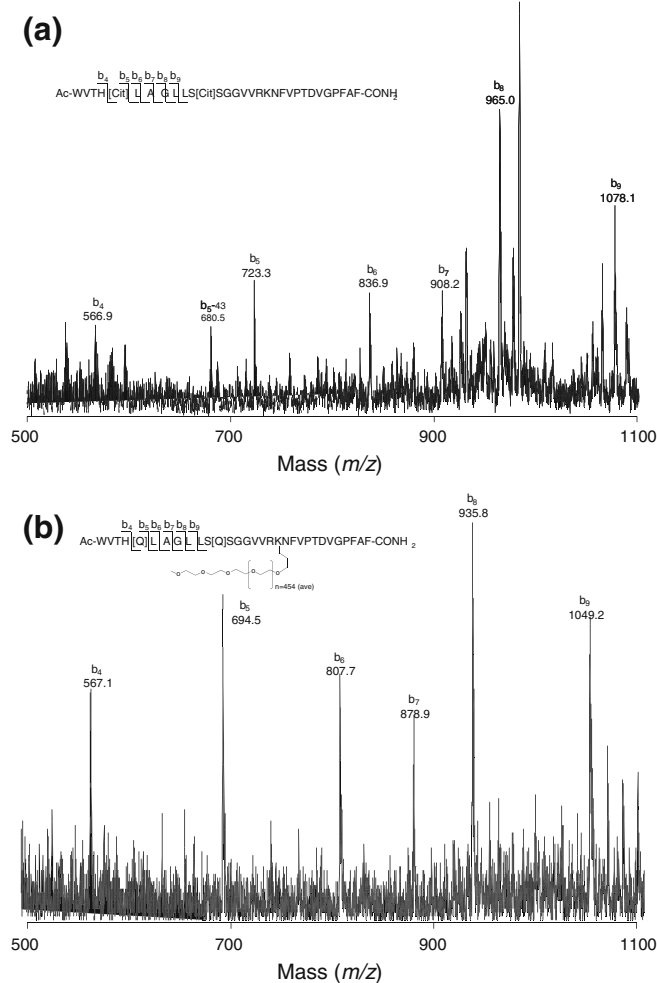 (a)
b4 b5 b6 b7 b8 b9
Ac-WVTH[Cit]LAGLLS[Cit]SGGVVRKNFVPTDVGPFAF-CONH2
b8
965.0
b9
1078.1
b5
723.3
b6
836.9
b7
908.2
b4
566.9
b5-43
680.5
500 700 900 1100
Mass (m/z)
(b)
b4 b5 b6 b7 b8 b9
Ac-WVTH[Q]LAGLLS[Q]SGGVVRKNFVPTDVGPFAF-CONH2
O O O O O
n=454 (ave)
b8
935.8
b5
694.5
b9
1049.2
b4
567.1
b6
807.7
b7
878.9
500 700 900 1100
Mass (m/z)